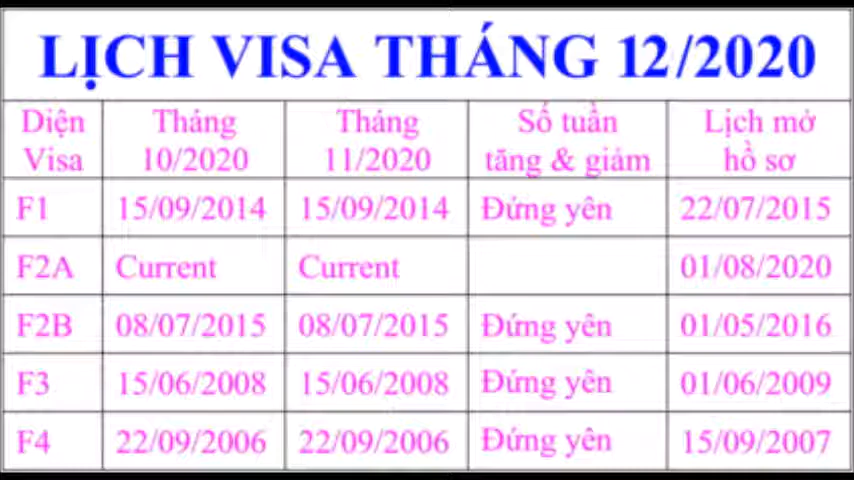 LỊCH VISA THÁNG 12/2020
Diện Visa Tháng 10/2020 Tháng 11/2020 Số tuần tăng & giảm Lịch mở hồ sơ
F1 15/09/2014 15/09/2014 Đứng yên 22/07/2015
F2A Current Current 01/08/2020
F2B 08/07/2015 08/07/2015 Đứng yên 01/05/2016
F3 15/06/2008 15/06/2008 Đứng yên 01/06/2009
F4 22/09/2006 22/09/2006 Đứng yên 15/09/2007